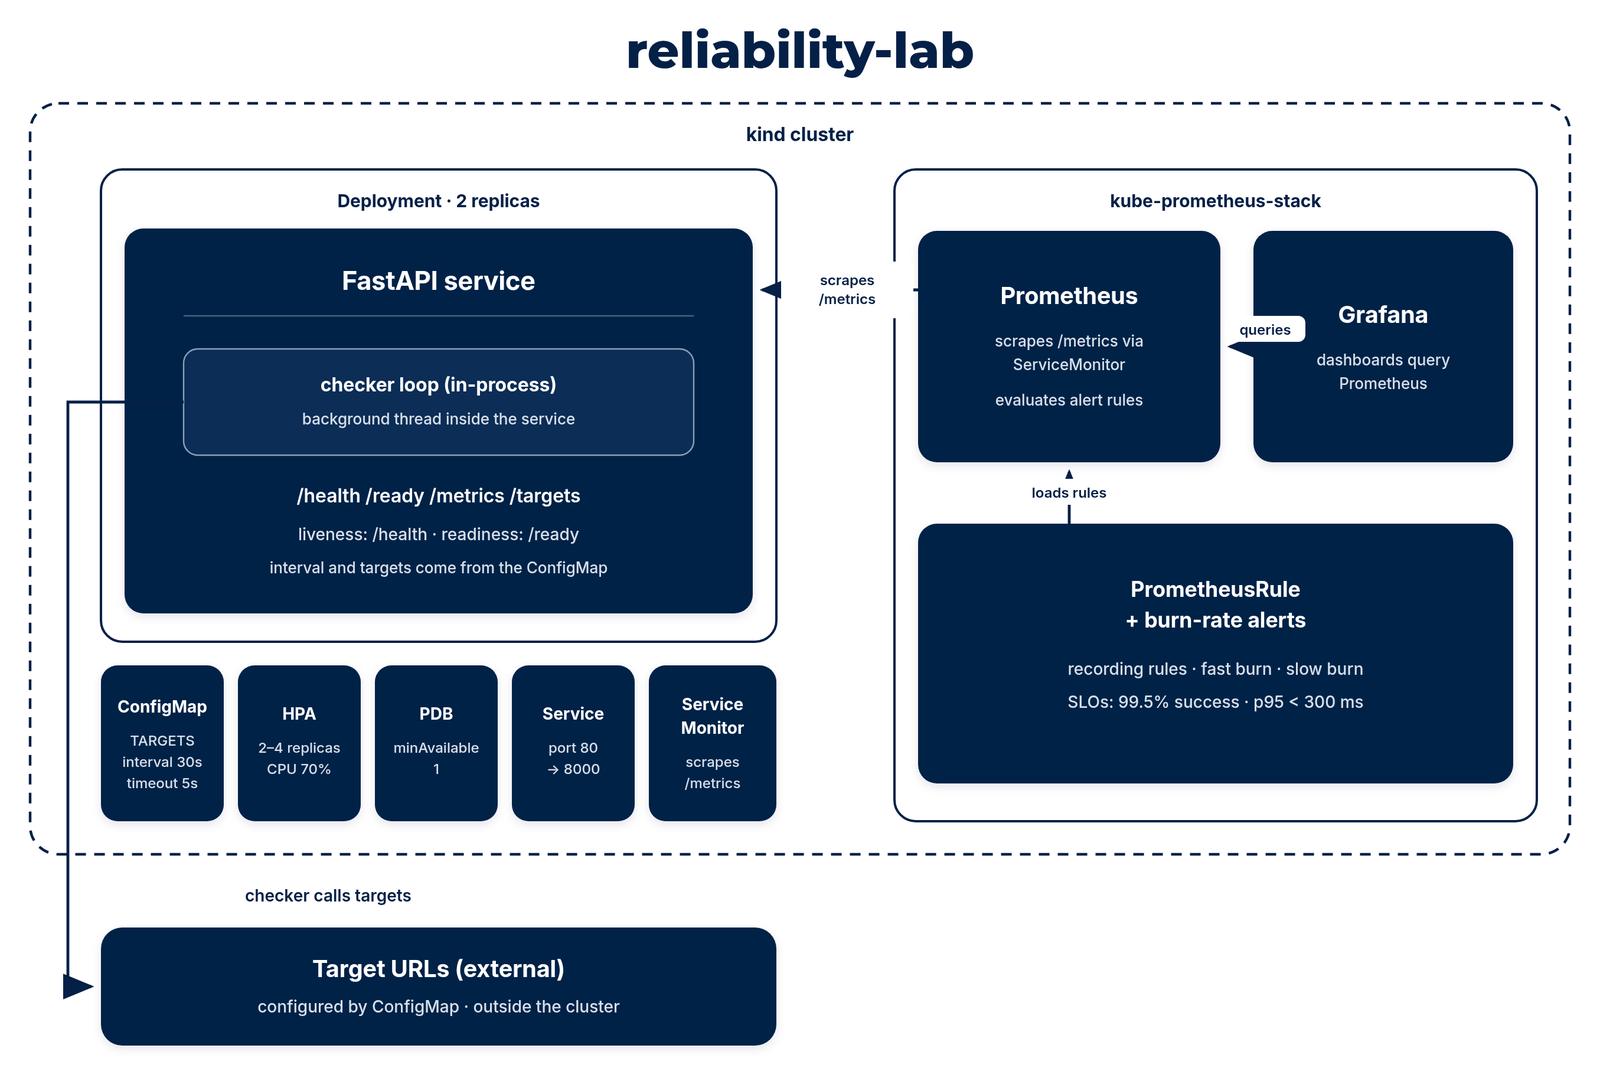 reliability-lab
kind cluster
Deployment · 2 replicas
FastAPI service
checker loop (in-process)
background thread inside the service
/health /ready /metrics /targets
liveness: /health · readiness: /ready
interval and targets come from the ConfigMap
scrapes
/metrics
kube-prometheus-stack
Prometheus
scrapes /metrics via
ServiceMonitor
evaluates alert rules
queries
Grafana
dashboards query
Prometheus
loads rules
PrometheusRule
+ burn-rate alerts
recording rules · fast burn · slow burn
SLOs: 99.5% success · p95 < 300 ms
ConfigMap
TARGETS
interval 30s
timeout 5s
HPA
2–4 replicas
CPU 70%
PDB
minAvailable
1
Service
port 80
→ 8000
Service
Monitor
scrapes
/metrics
checker calls targets
Target URLs (external)
configured by ConfigMap · outside the cluster